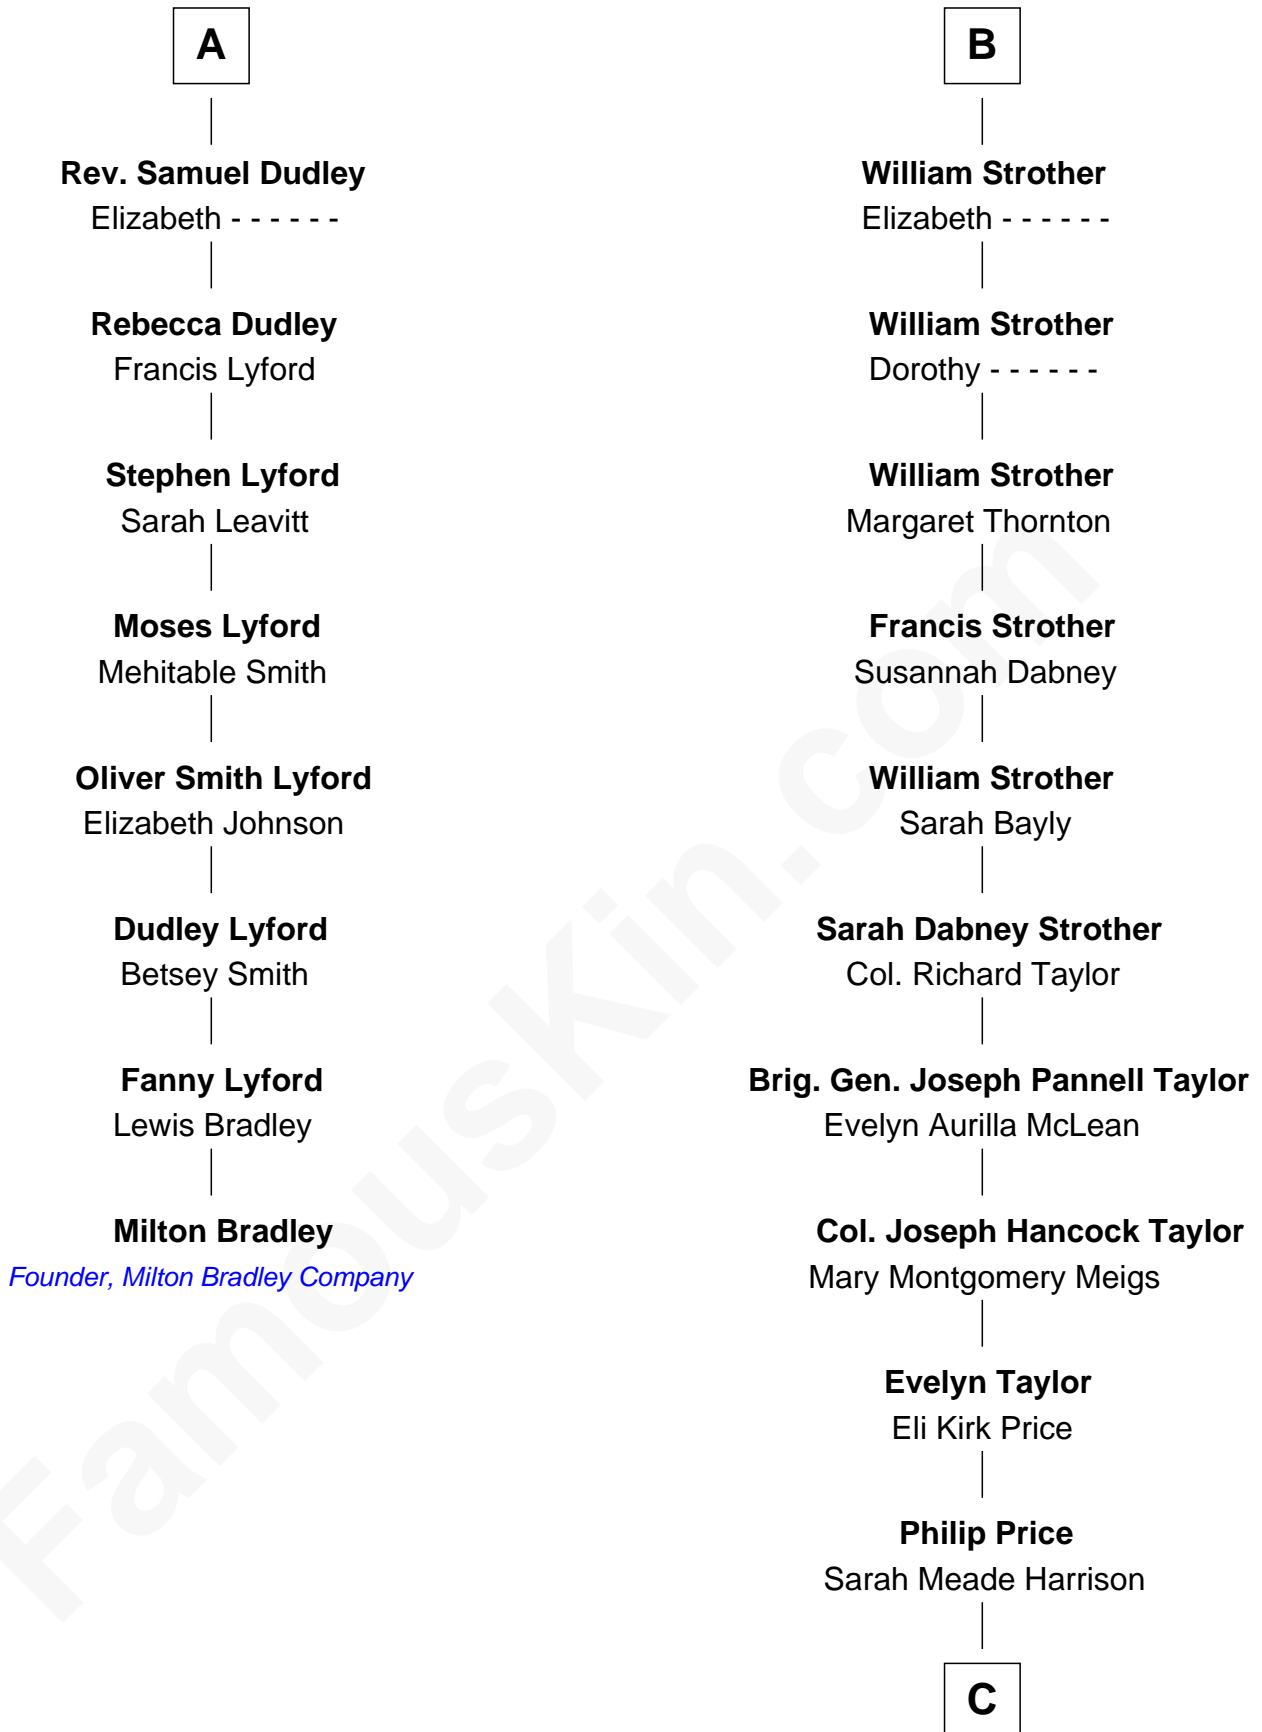 A
Rev. Samuel Dudley
Elizabeth - - - - - -
Rebecca Dudley
Francis Lyford
Stephen Lyford
Sarah Leavitt
Moses Lyford
Mehitable Smith
Oliver Smith Lyford
Elizabeth Johnson
Dudley Lyford
Betsey Smith
Fanny Lyford
Lewis Bradley
Milton Bradley
Founder, Milton Bradley Company
B
William Strother
Elizabeth - - - - - -
William Strother
Dorothy - - - - - -
William Strother
Margaret Thornton
Francis Strother
Susannah Dabney
William Strother
Sarah Bayly
Sarah Dabney Strother
Col. Richard Taylor
Brig. Gen. Joseph Pannell Taylor
Evelyn Aurilla McLean
Col. Joseph Hancock Taylor
Mary Montgomery Meigs
Evelyn Taylor
Eli Kirk Price
Philip Price
Sarah Meade Harrison
C
FamousKin.com